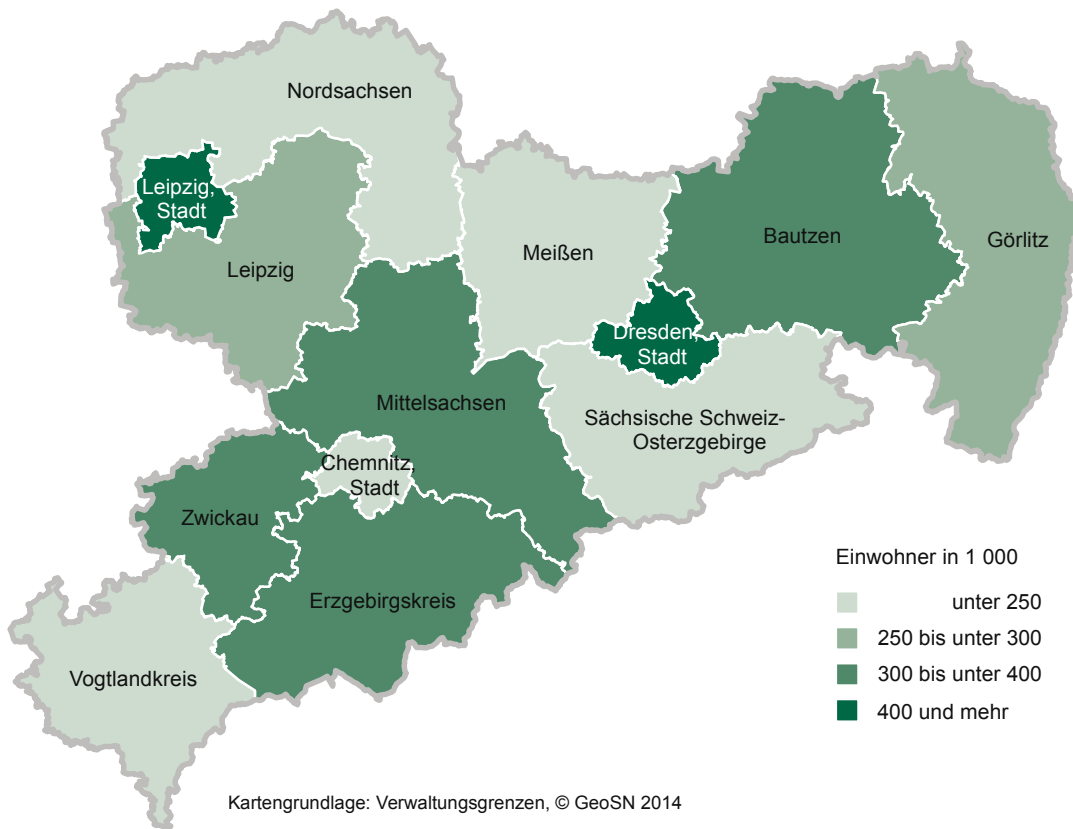 Nordsachsen
Leipzig,
Stadt
Leipzig
Meißen
Bautzen
Görlitz
Dresden,
Stadt
Mittelsachsen
Sächsische Schweiz-
Osterzgebirge
Chemnitz,
Stadt
Zwickau
Erzgebirgskreis
Vogtlandkreis
Einwohner in 1 000
unter 250
250 bis unter 300
300 bis unter 400
400 und mehr
Kartengrundlage: Verwaltungsgrenzen, © GeoSN 2014